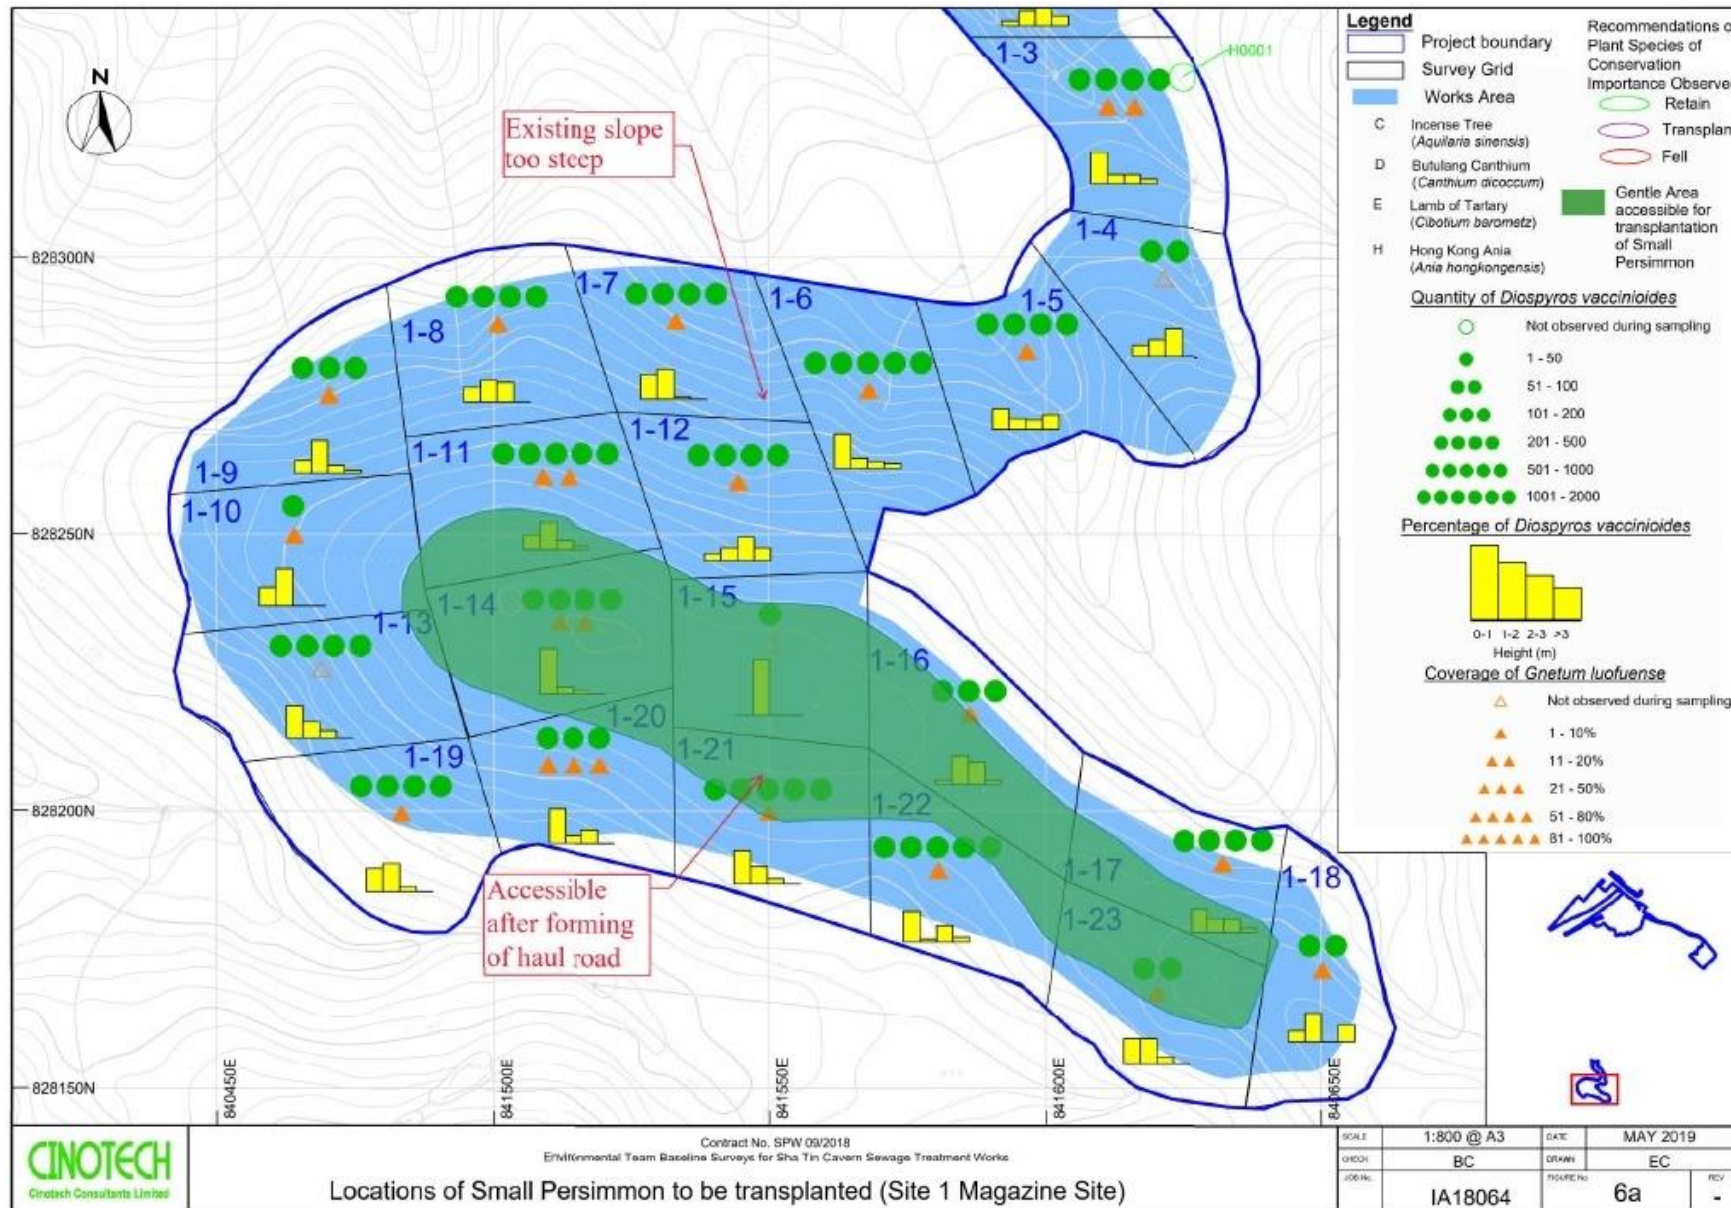 N
Existing slope
too steep
1-3
H0001
1-4
1-5
1-6
1-7
1-8
1-9
1-10
1-11
1-12
1-13
1-14
1-15
1-16
1-17
1-18
1-19
1-20
1-21
1-22
1-23
Accessible
after forming
of haul road
828300N
828250N
828200N
828150N
840450E
841500E
841550E
841600E
840650E
Legend
Project boundary
Survey Grid
Works Area
C Incense Tree
(Aquilaria sinensis)
D Butulang Canthium
(Canthium dicoccum)
E Lamb of Tartary
(Cibotium barometz)
H Hong Kong Ania
(Ania hongkongensis)
Recommendations o
Plant Species of
Conservation
Importance Observe
Retain
Transplan
Fell
Gentle Area
accessible for
transplantation
of Small
Persimmon
Quantity of Diospyros vaccinioides
Not observed during sampling
1 - 50
51 - 100
101 - 200
201 - 500
501 - 1000
1001 - 2000
Percentage of Diospyros vaccinioides
0-1 1-2 2-3 >3
Height (m)
Coverage of Gnetum luofuense
Not observed during sampling
1 - 10%
11 - 20%
21 - 50%
51 - 80%
81 - 100%
CINOTECH
Cinotech Consultants Limited
Contract No. SPW 09/2018
Environmental Team Baseline Surveys for Sha Tin Cavern Sewage Treatment Works
Locations of Small Persimmon to be transplanted (Site 1 Magazine Site)
SCALE 1:800 @ A3 DATE MAY 2019
CHECK BC DRAWN EC
JOB No. IA18064 FIGURE No 6a REV -